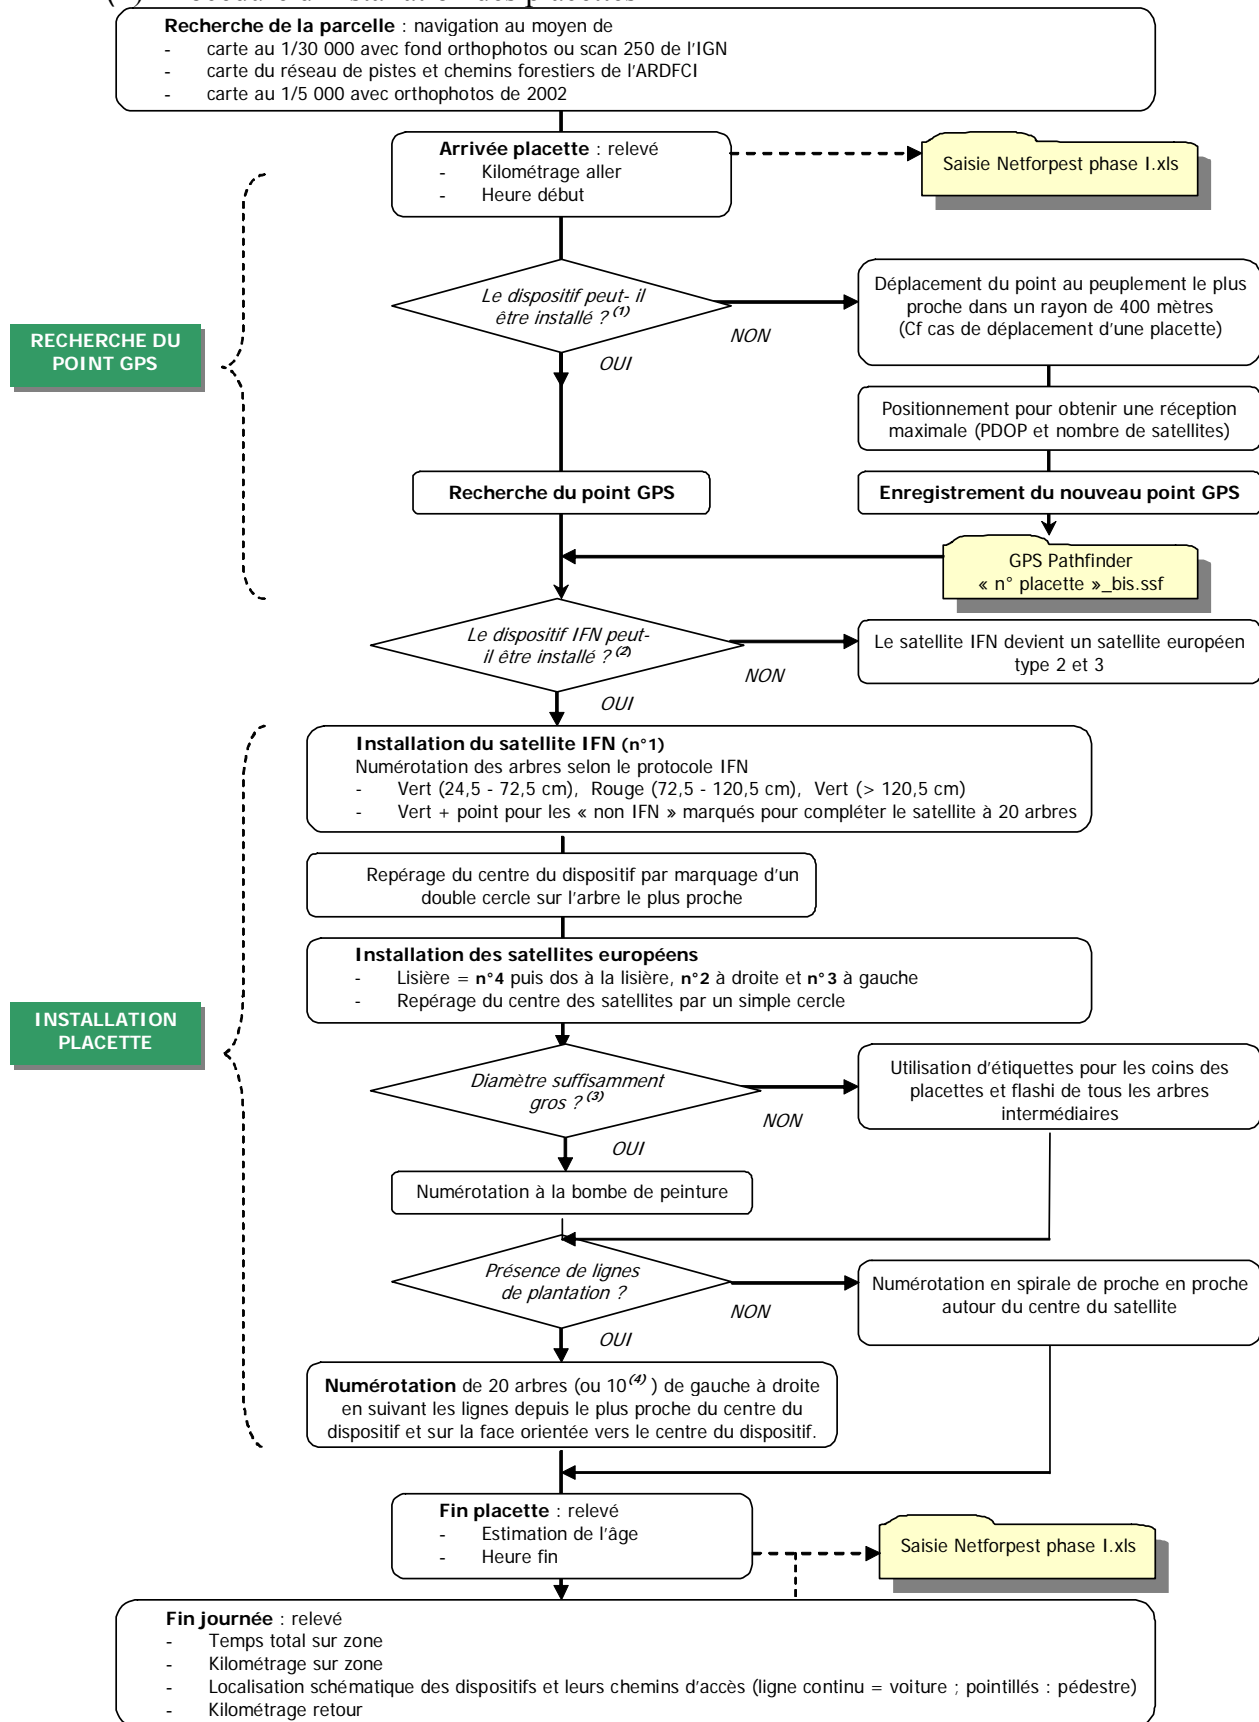 Recherche de la parcelle : navigation au moyen de
- carte au 1/30 000 avec fond orthophotos ou scan 250 de l'IGN
- carte du réseau de pistes et chemins forestiers de l'ARDFCI
- carte au 1/5 000 avec orthophotos de 2002
Arrivée placette : relevé
- Kilométrage aller
- Heure début
Saisie Netforpest phase I.xls
Le dispositif peut- il
être installé ? (1)
NON
OUI
Déplacement du point au peuplement le plus
proche dans un rayon de 400 mètres
(Cf cas de déplacement d'une placette)
RECHERCHE DU
POINT GPS
Positionnement pour obtenir une réception
maximale (PDOP et nombre de satellites)
Recherche du point GPS
Enregistrement du nouveau point GPS
GPS Pathfinder
« n° placette »_bis.ssf
Le dispositif IFN peut-
il être installé ? (2)
NON
OUI
Le satellite IFN devient un satellite européen
type 2 et 3
Installation du satellite IFN (n°1)
Numérotation des arbres selon le protocole IFN
- Vert (24,5 - 72,5 cm), Rouge (72,5 - 120,5 cm), Vert (> 120,5 cm)
- Vert + point pour les « non IFN » marqués pour compléter le satellite à 20 arbres
Repérage du centre du dispositif par marquage d'un
double cercle sur l'arbre le plus proche
Installation des satellites européens
- Lisière = n°4 puis dos à la lisière, n°2 à droite et n°3 à gauche
- Repérage du centre des satellites par un simple cercle
INSTALLATION
PLACETTE
Diamètre suffisamment
gros ? (3)
NON
OUI
Utilisation d'étiquettes pour les coins des
placettes et flashi de tous les arbres
intermédiaires
Numérotation à la bombe de peinture
Présence de lignes
de plantation ?
NON
OUI
Numérotation en spirale de proche en proche
autour du centre du satellite
Numérotation de 20 arbres (ou 10(4) ) de gauche à droite
en suivant les lignes depuis le plus proche du centre du
dispositif et sur la face orientée vers le centre du dispositif.
Fin placette : relevé
- Estimation de l'âge
- Heure fin
Saisie Netforpest phase I.xls
Fin journée : relevé
- Temps total sur zone
- Kilométrage sur zone
- Localisation schématique des dispositifs et leurs chemins d'accès (ligne continu = voiture ; pointillés : pédestre)
- Kilométrage retour